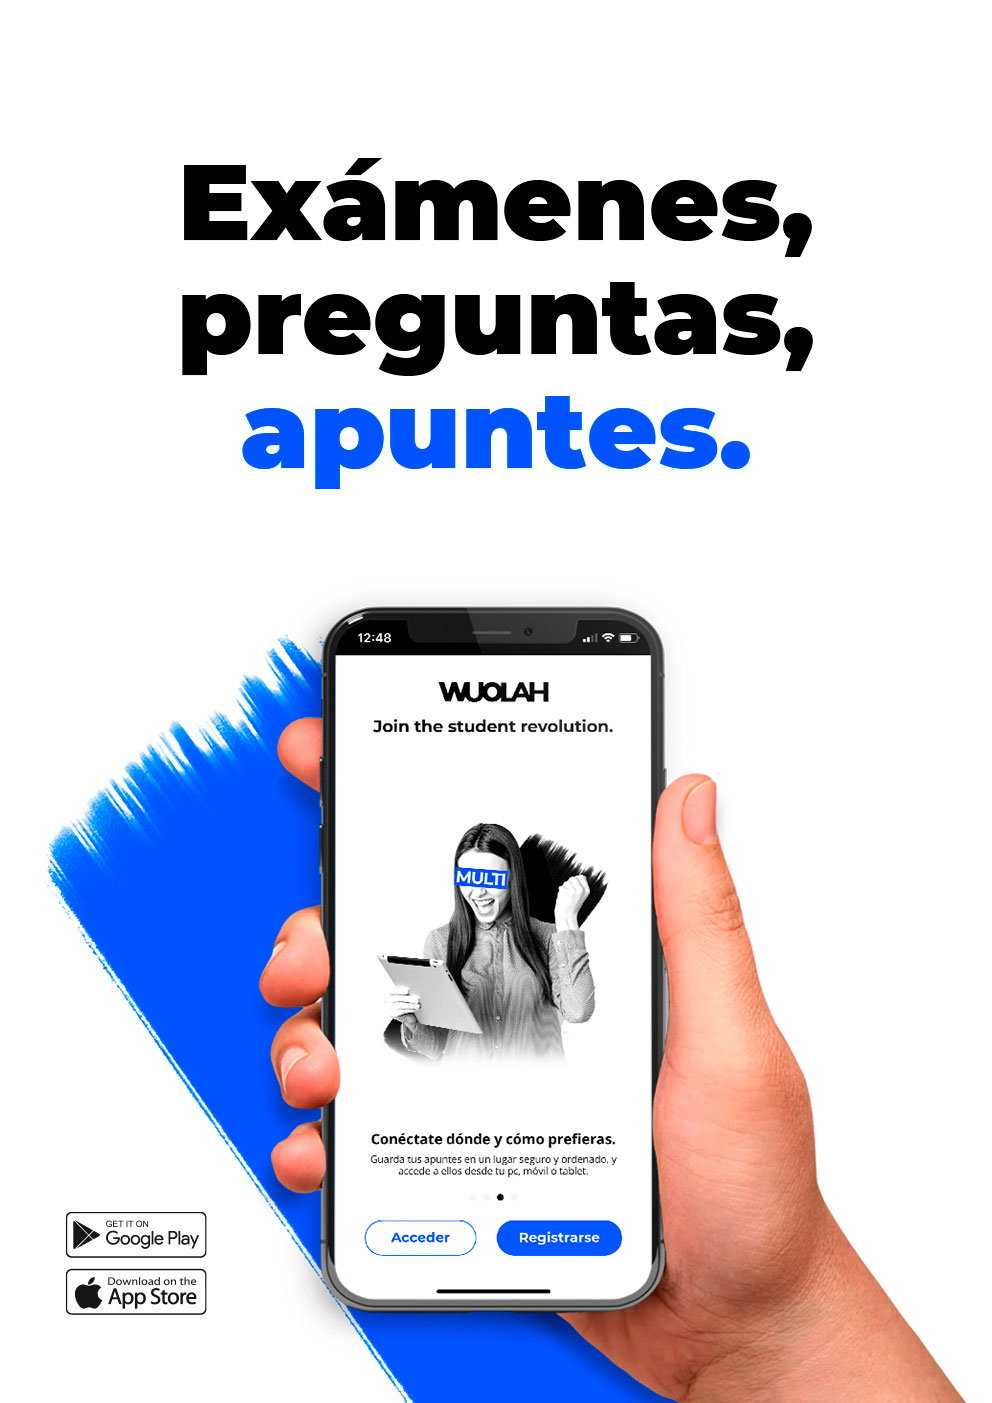 Exámenes,
preguntas,
apuntes.
12:48
WUOLAH
Join the student revolution.
MULTI
Conéctate dónde y cómo prefieras.
Guarda tus apuntes en un lugar seguro y ordenado, y
accede a ellos desde tu pc, móvil o tablet.
Acceder
Registrarse
GET IT ON
Google Play
Download on the
App Store